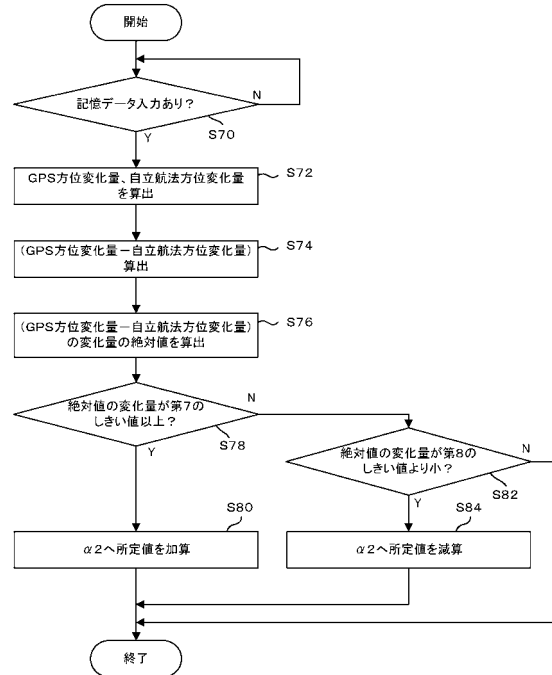 開始
記憶データ入力あり?
N
Y
S70
GPS方位変化量、自立航法方位変化量
を算出
S72
(GPS方位変化量－自立航法方位変化量)
算出
S74
(GPS方位変化量－自立航法方位変化量)
の変化量の絶対値を算出
S76
絶対値の変化量が第7の
しきい値以上?
N
Y
S78
絶対値の変化量が第8の
しきい値より小?
N
Y
S82
α2へ所定値を加算
S80
α2へ所定値を減算
S84
終了